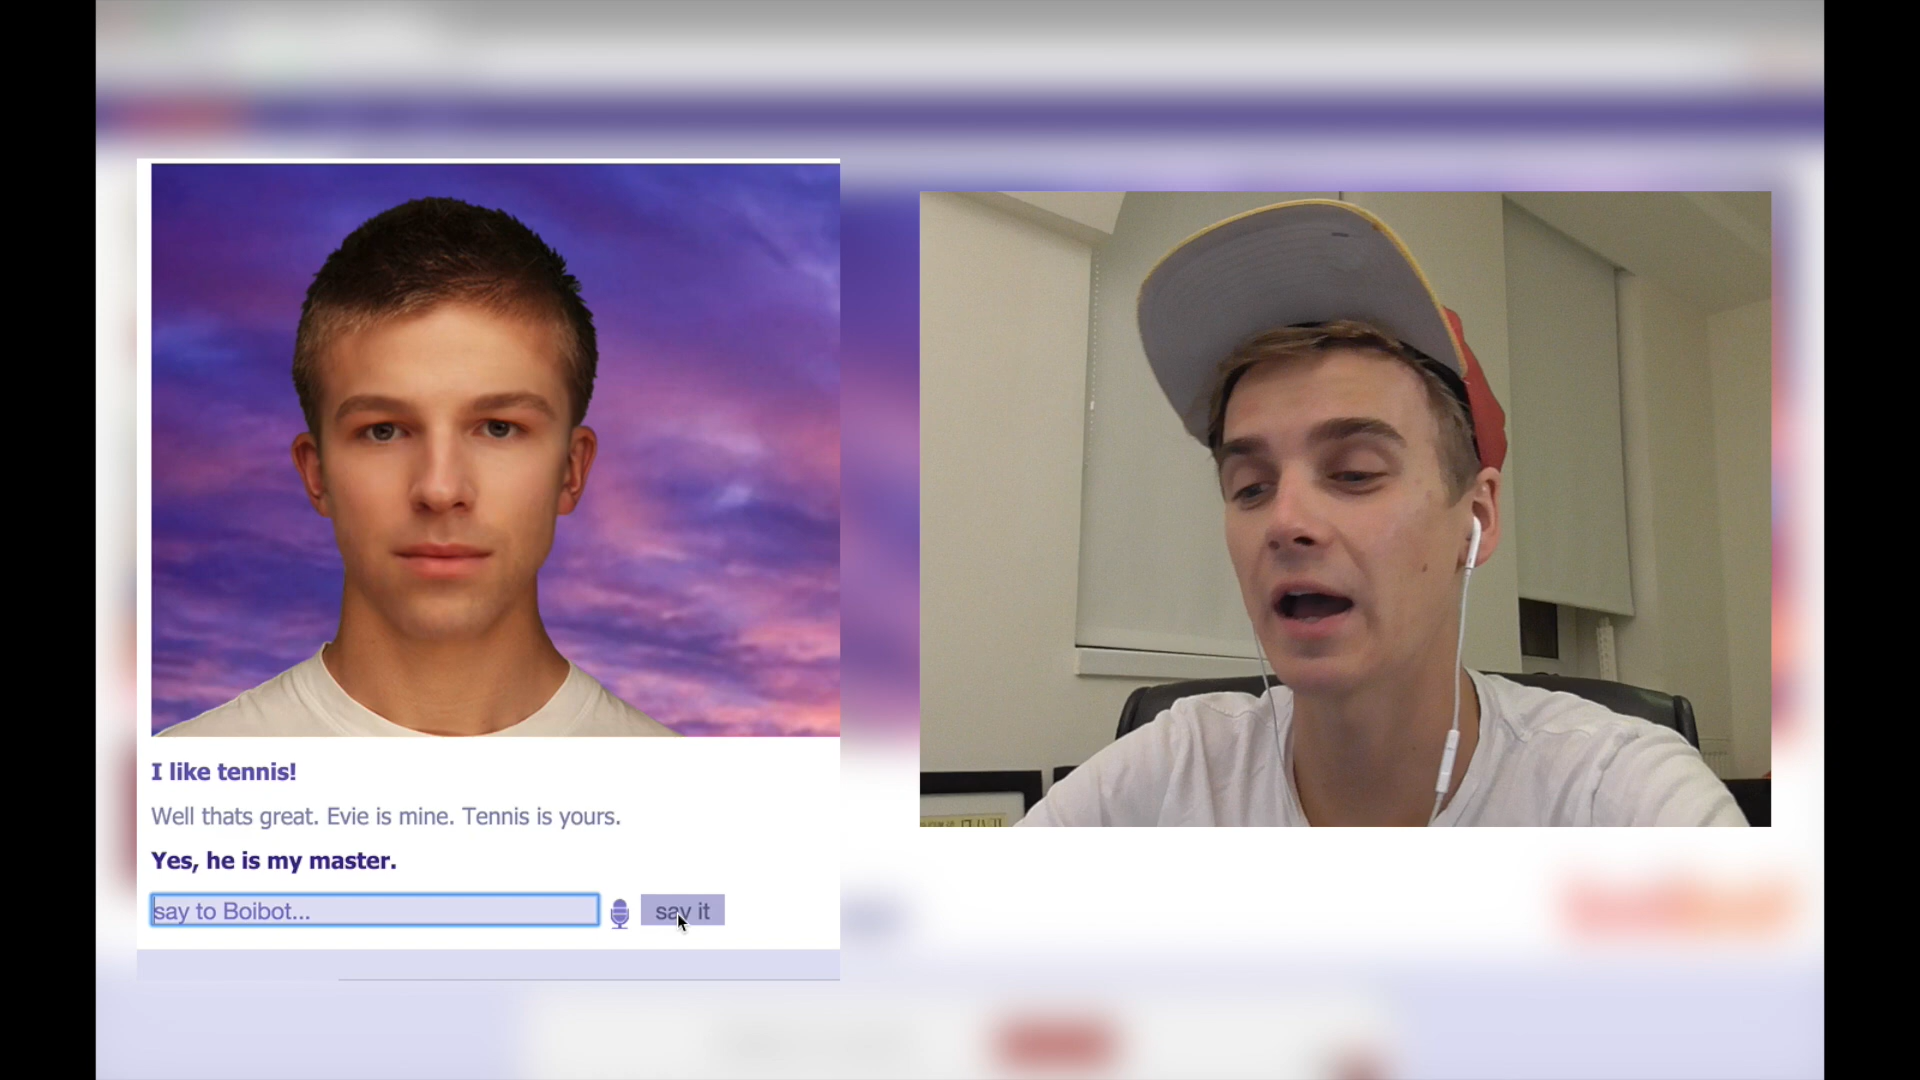 I like tennis!
Well thats great. Evie is mine. Tennis is yours.
Yes, he is my master.
say to Boibot...
say it